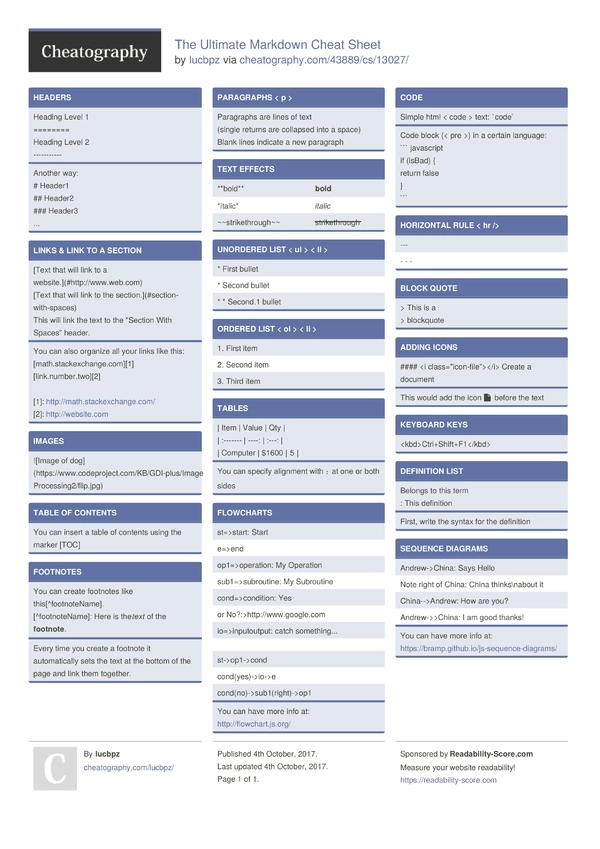 Cheatography
The Ultimate Markdown Cheat Sheet
by lucbpz via cheatography.com/43889/cs/13027/
HEADERS
Heading Level 1
========
Heading Level 2
-----------
Another way:
# Header1
## Header2
### Header3
...
LINKS & LINK TO A SECTION
[Text that will link to a
website.](#http://www.web.com)
[Text that will link to the section.](#section-
with-spaces)
This will link the text to the "Section With
Spaces" header.
You can also organize all your links like this:
[math.stackexchange.com][1]
[link.number.two][2]
[1]: http://math.stackexchange.com/
[2]: http://website.com
IMAGES
![Image of dog]
(https://www.codeproject.com/KB/GDI-plus/Image
Processing2/flip.jpg)
TABLE OF CONTENTS
You can insert a table of contents using the
marker [TOC]
FOOTNOTES
You can create footnotes like
this[^footnoteName].
[^footnoteName]: Here is the text of the
footnote.
Every time you create a footnote it
automatically sets the text at the bottom of the
page and link them together.
PARAGRAPHS < p >
Paragraphs are lines of text
(single returns are collapsed into a space)
Blank lines indicate a new paragraph
TEXT EFFECTS
**bold** bold
*italic* italic
~~strikethrough~~ strikethrough
UNORDERED LIST < ul > < li >
* First bullet
* Second bullet
* * Second.1 bullet
ORDERED LIST < ol > < li >
1. First item
2. Second item
3. Third item
TABLES
| Item | Value | Qty |
| :------- | ----: | :---: |
| Computer | $1600 | 5 |
You can specify alignment with : at one or both
sides
FLOWCHARTS
st=>start: Start
e=>end
op1=>operation: My Operation
sub1=>subroutine: My Subroutine
cond=>condition: Yes
or No?:>http://www.google.com
io=>inputoutput: catch something...
st->op1->cond
cond(yes)->io->e
cond(no)->sub1(right)->op1
You can have more info at:
http://flowchart.js.org/
CODE
Simple html < code > text: `code`
Code block (< pre >) in a certain language:
``` javascript
if (isBad) {
return false
}
```
HORIZONTAL RULE < hr />
---
- - -
BLOCK QUOTE
> This is a
> blockquote
ADDING ICONS
#### <i class="icon-file"></i> Create a
document
This would add the icon before the text
KEYBOARD KEYS
<kbd>Ctrl+Shift+F1</kbd>
DEFINITION LIST
Belongs to this term
: This definition
First, write the syntax for the definition
SEQUENCE DIAGRAMS
Andrew->China: Says Hello
Note right of China: China thinks\nabout it
China-->Andrew: How are you?
Andrew->>China: I am good thanks!
You can have more info at:
https://bramp.github.io/js-sequence-diagrams/
C
By lucbpz
cheatography.com/lucbpz/
Published 4th October, 2017.
Last updated 4th October, 2017.
Page 1 of 1.
Sponsored by Readability-Score.com
Measure your website readability!
https://readability-score.com